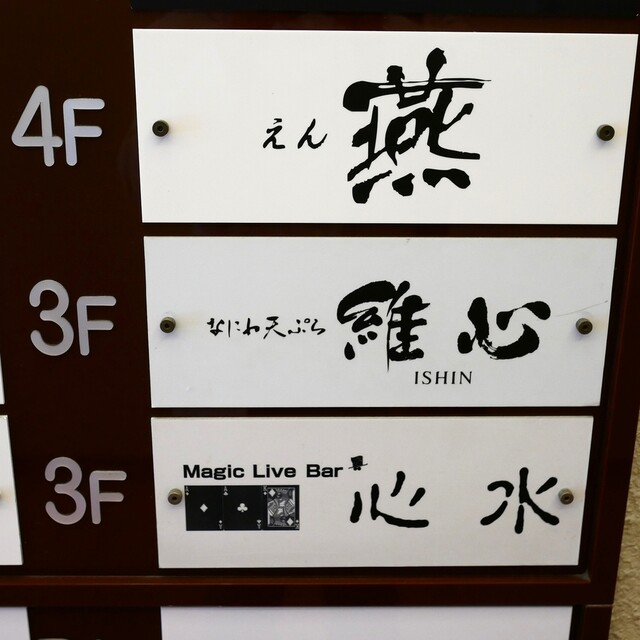 4F
えん 燕
3F
なにわ天ぷら 維心
ISHIN
3F
Magic Live Bar
心水